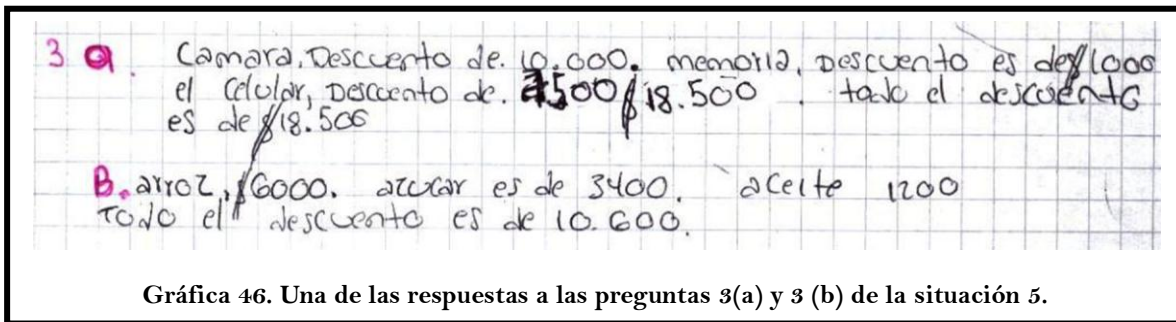 3 a. Camara, Descuento de. 10.000. memoria, Descuento es de $1000
el Celular, Descuento de. 7500 $18.500. todo el descuento
es de $18.500
B. arroz, $6000. azucar es de 3400. aceite 1200
TODO el descuento es de 10.600.
Gráfica 46. Una de las respuestas a las preguntas 3(a) y 3 (b) de la situación 5.